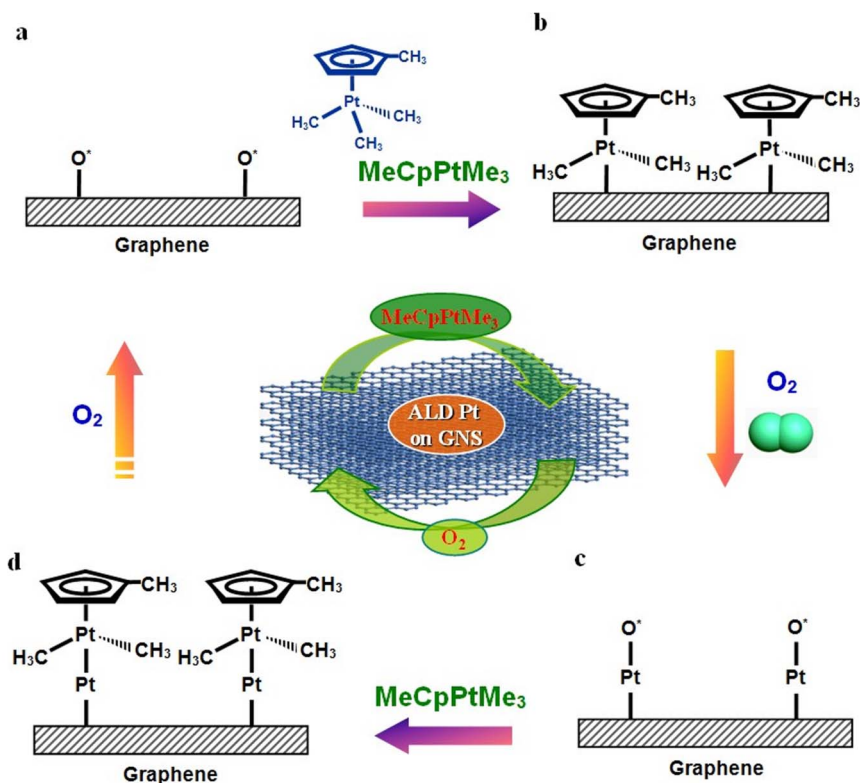 a
b
CH₃
Pt
H₃C
CH₃
CH₃
O*
O*
MeCpPtMe₃
Graphene
CH₃
CH₃
Pt
Pt
H₃C
CH₃
H₃C
CH₃
Graphene
MeCpPtMe₃
O₂
O₂
ALD Pt
on GNS
O₂
d
c
CH₃
CH₃
Pt
Pt
H₃C
CH₃
H₃C
CH₃
Pt
Pt
Graphene
MeCpPtMe₃
O*
O*
Pt
Pt
Graphene